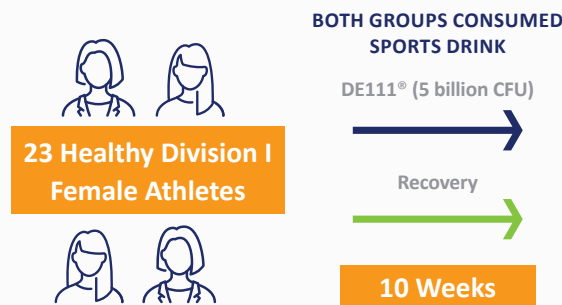 BOTH GROUPS CONSUMED
SPORTS DRINK
DE111® (5 billion CFU)
23 Healthy Division I
Female Athletes
Recovery
10 Weeks